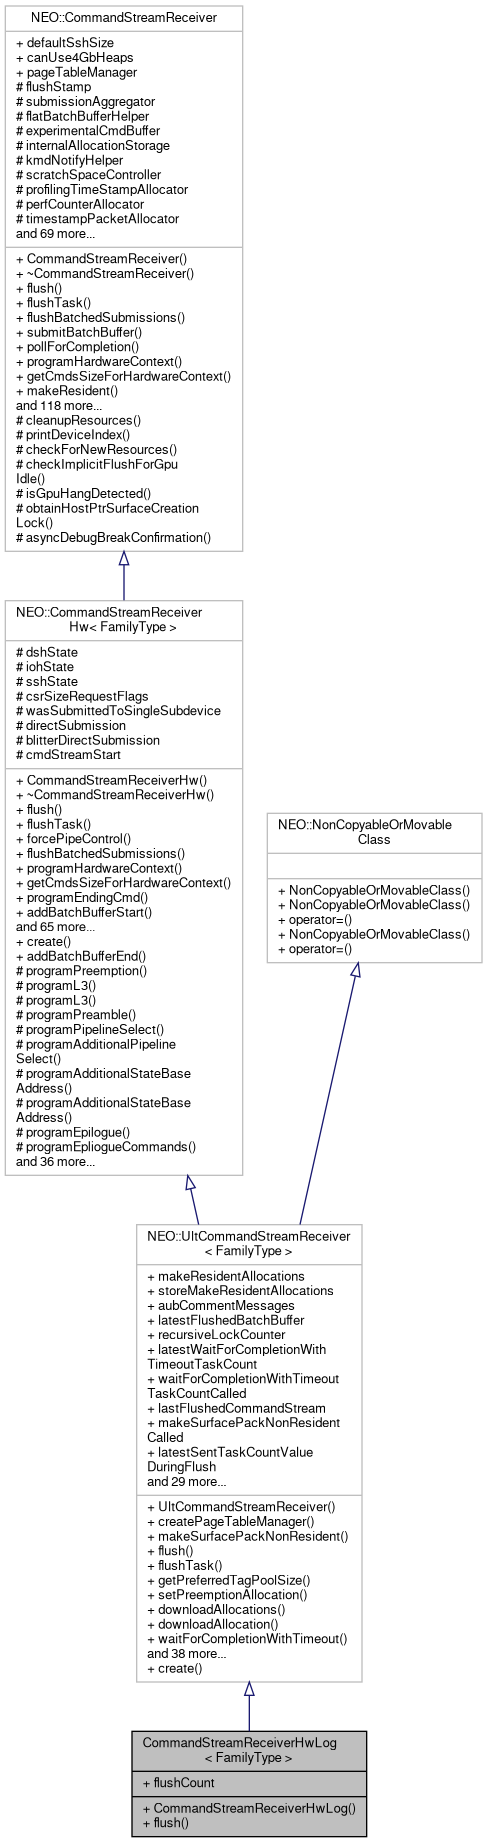 NEO::CommandStreamReceiver
+ defaultSshSize
+ canUse4GbHeaps
+ pageTableManager
# flushStamp
# submissionAggregator
# flatBatchBufferHelper
# experimentalCmdBuffer
# internalAllocationStorage
# kmdNotifyHelper
# scratchSpaceController
# profilingTimeStampAllocator
# perfCounterAllocator
# timestampPacketAllocator
and 69 more...
+ CommandStreamReceiver()
+ ~CommandStreamReceiver()
+ flush()
+ flushTask()
+ flushBatchedSubmissions()
+ submitBatchBuffer()
+ pollForCompletion()
+ programHardwareContext()
+ getCmdsSizeForHardwareContext()
+ makeResident()
and 118 more...
# cleanupResources()
# printDeviceIndex()
# checkForNewResources()
# checkImplicitFlushForGpu
Idle()
# isGpuHangDetected()
# obtainHostPtrSurfaceCreation
Lock()
# asyncDebugBreakConfirmation()
NEO::CommandStreamReceiver
Hw< FamilyType >
# dshState
# iohState
# sshState
# csrSizeRequestFlags
# wasSubmittedToSingleSubdevice
# directSubmission
# blitterDirectSubmission
# cmdStreamStart
+ CommandStreamReceiverHw()
+ ~CommandStreamReceiverHw()
+ flush()
+ flushTask()
+ forcePipeControl()
+ flushBatchedSubmissions()
+ programHardwareContext()
+ getCmdsSizeForHardwareContext()
+ programEndingCmd()
+ addBatchBufferStart()
and 65 more...
+ create()
+ addBatchBufferEnd()
# programPreemption()
# programL3()
# programL3()
# programPreamble()
# programPipelineSelect()
# programAdditionalPipeline
Select()
# programAdditionalStateBase
Address()
# programAdditionalStateBase
Address()
# programEpilogue()
# programEpliogueCommands()
and 36 more...
NEO::NonCopyableOrMovable
Class
+ NonCopyableOrMovableClass()
+ NonCopyableOrMovableClass()
+ operator=()
+ NonCopyableOrMovableClass()
+ operator=()
NEO::UltCommandStreamReceiver
< FamilyType >
+ makeResidentAllocations
+ storeMakeResidentAllocations
+ aubCommentMessages
+ latestFlushedBatchBuffer
+ recursiveLockCounter
+ latestWaitForCompletionWith
TimeoutTaskCount
+ waitForCompletionWithTimeout
TaskCountCalled
+ lastFlushedCommandStream
+ makeSurfacePackNonResident
Called
+ latestSentTaskCountValue
DuringFlush
and 29 more...
+ UltCommandStreamReceiver()
+ createPageTableManager()
+ makeSurfacePackNonResident()
+ flush()
+ flushTask()
+ getPreferredTagPoolSize()
+ setPreemptionAllocation()
+ downloadAllocations()
+ downloadAllocation()
+ waitForCompletionWithTimeout()
and 38 more...
+ create()
CommandStreamReceiverHwLog
< FamilyType >
+ flushCount
+ CommandStreamReceiverHwLog()
+ flush()